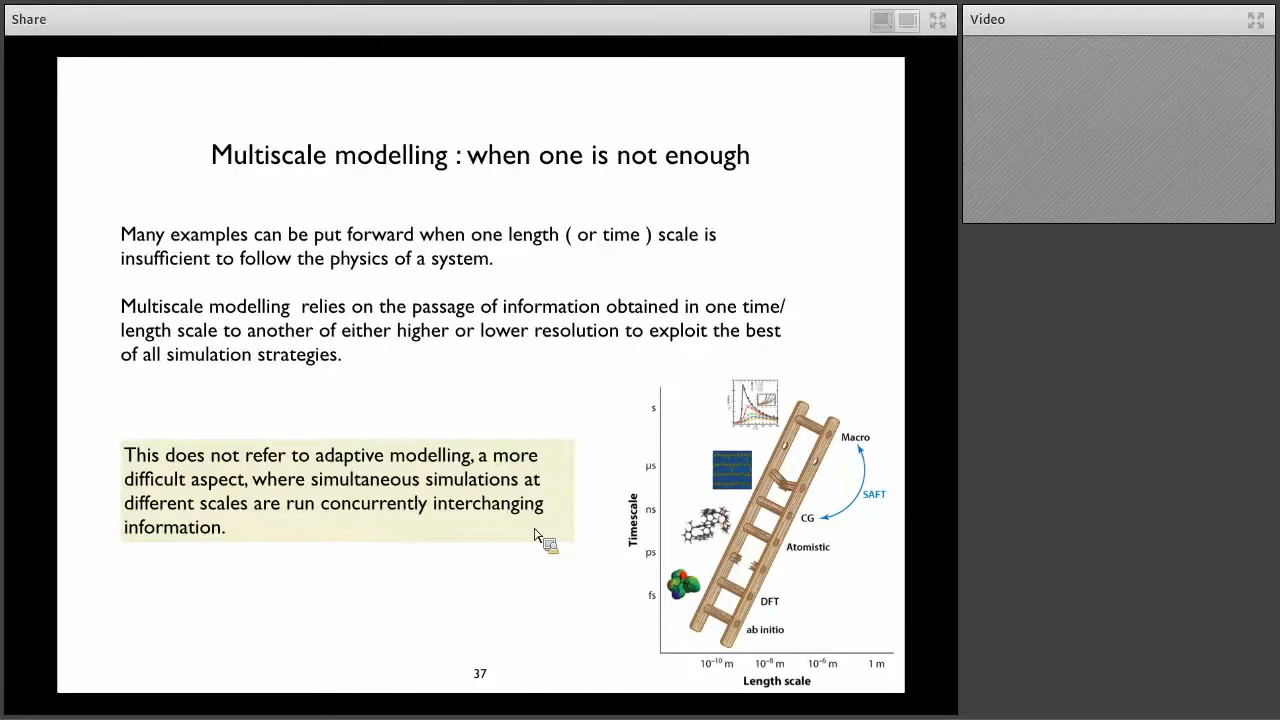 Share
Video
Multiscale modelling : when one is not enough
Many examples can be put forward when one length ( or time ) scale is
insufficient to follow the physics of a system.
Multiscale modelling relies on the passage of information obtained in one time/
length scale to another of either higher or lower resolution to exploit the best
of all simulation strategies.
This does not refer to adaptive modelling, a more
difficult aspect, where simultaneous simulations at
different scales are run concurrently interchanging
information.
Timescale
s
μs
ns
ps
fs
Macro
SAFT
CG
Atomistic
DFT
ab initio
10⁻¹⁰ m
10⁻⁸ m
10⁻⁶ m
1 m
Length scale
37